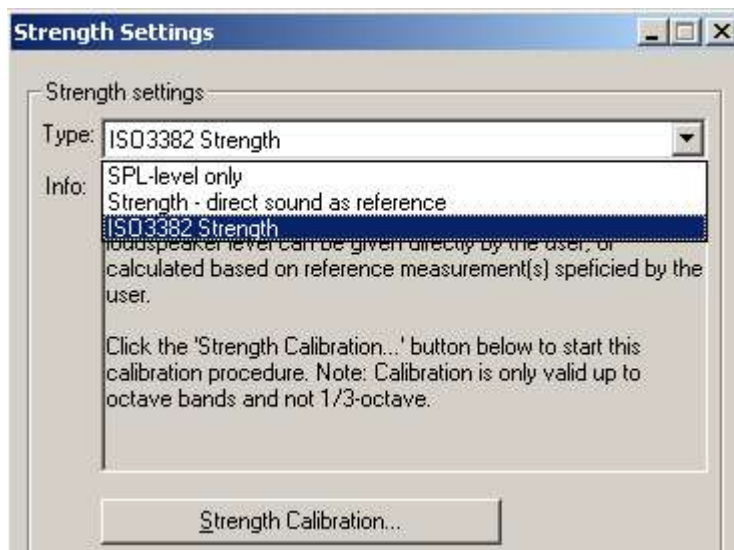 Strength Settings
Strength settings
Type: ISO3382 Strength
SPL-level only
Info:
Strength - direct sound as reference
ISO3382 Strength
loudspeaker level can be given directly by the user, or
calculated based on reference measurement(s) speficied by the
user.
Click the 'Strength Calibration...' button below to start this
calibration procedure. Note: Calibration is only valid up to
octave bands and not 1/3-octave.
Strength Calibration...